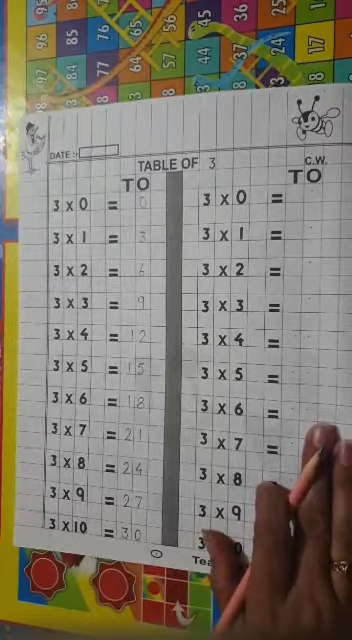 DATE :-
TABLE OF 3
C.W.
T O T O
3 x 0 = 0 3 x 0 =
3 x 1 = 3 3 x 1 =
3 x 2 = 6 3 x 2 =
3 x 3 = 9 3 x 3 =
3 x 4 = 12 3 x 4 =
3 x 5 = 15 3 x 5 =
3 x 6 = 18 3 x 6 =
3 x 7 = 21 3 x 7 =
3 x 8 = 24 3 x 8
3 x 9 = 27 3 x 9
3 x 10 = 30 3
1